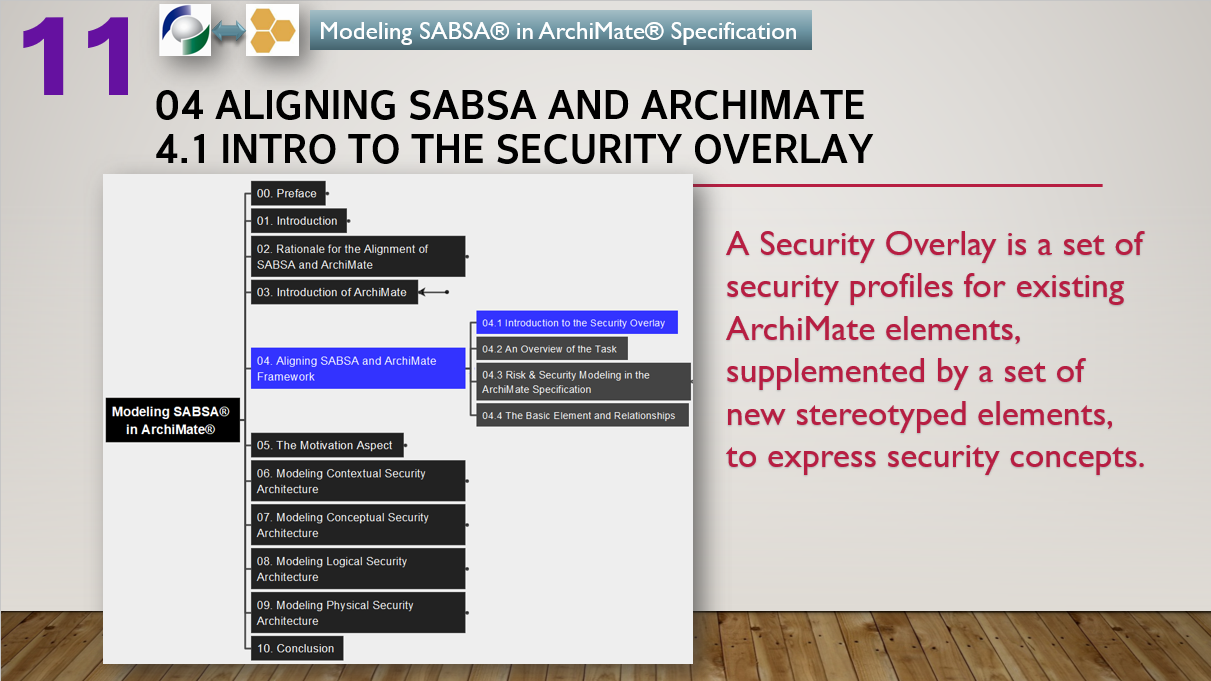 11
Modeling SABSA® in ArchiMate® Specification
04 ALIGNING SABSA AND ARCHIMATE
4.1 INTRO TO THE SECURITY OVERLAY
00. Preface
01. Introduction
02. Rationale for the Alignment of
SABSA and ArchiMate
03. Introduction of ArchiMate
04. Aligning SABSA and ArchiMate
Framework
04.1 Introduction to the Security Overlay
04.2 An Overview of the Task
04.3 Risk & Security Modeling in the
ArchiMate Specification
04.4 The Basic Element and Relationships
Modeling SABSA®
in ArchiMate®
05. The Motivation Aspect
06. Modeling Contextual Security
Architecture
07. Modeling Conceptual Security
Architecture
08. Modeling Logical Security
Architecture
09. Modeling Physical Security
Architecture
10. Conclusion
A Security Overlay is a set of
security profiles for existing
ArchiMate elements,
supplemented by a set of
new stereotyped elements,
to express security concepts.